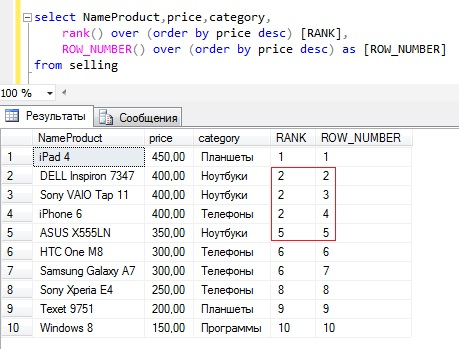 select NameProduct,price,category,
rank() over (order by price desc) [RANK],
ROW_NUMBER() over (order by price desc) as [ROW_NUMBER]
from selling
100 %
Результаты Сообщения
NameProduct price category RANK ROW_NUMBER
1 iPad 4 450,00 Планшеты 1 1
2 DELL Inspiron 7347 400,00 Ноутбуки 2 2
3 Sony VAIO Tap 11 400,00 Ноутбуки 2 3
4 iPhone 6 400,00 Телефоны 2 4
5 ASUS X555LN 350,00 Ноутбуки 5 5
6 HTC One M8 300,00 Телефоны 6 6
7 Samsung Galaxy A7 300,00 Телефоны 6 7
8 Sony Xperia E4 250,00 Телефоны 8 8
9 Texet 9751 200,00 Планшеты 9 9
10 Windows 8 150,00 Программы 10 10